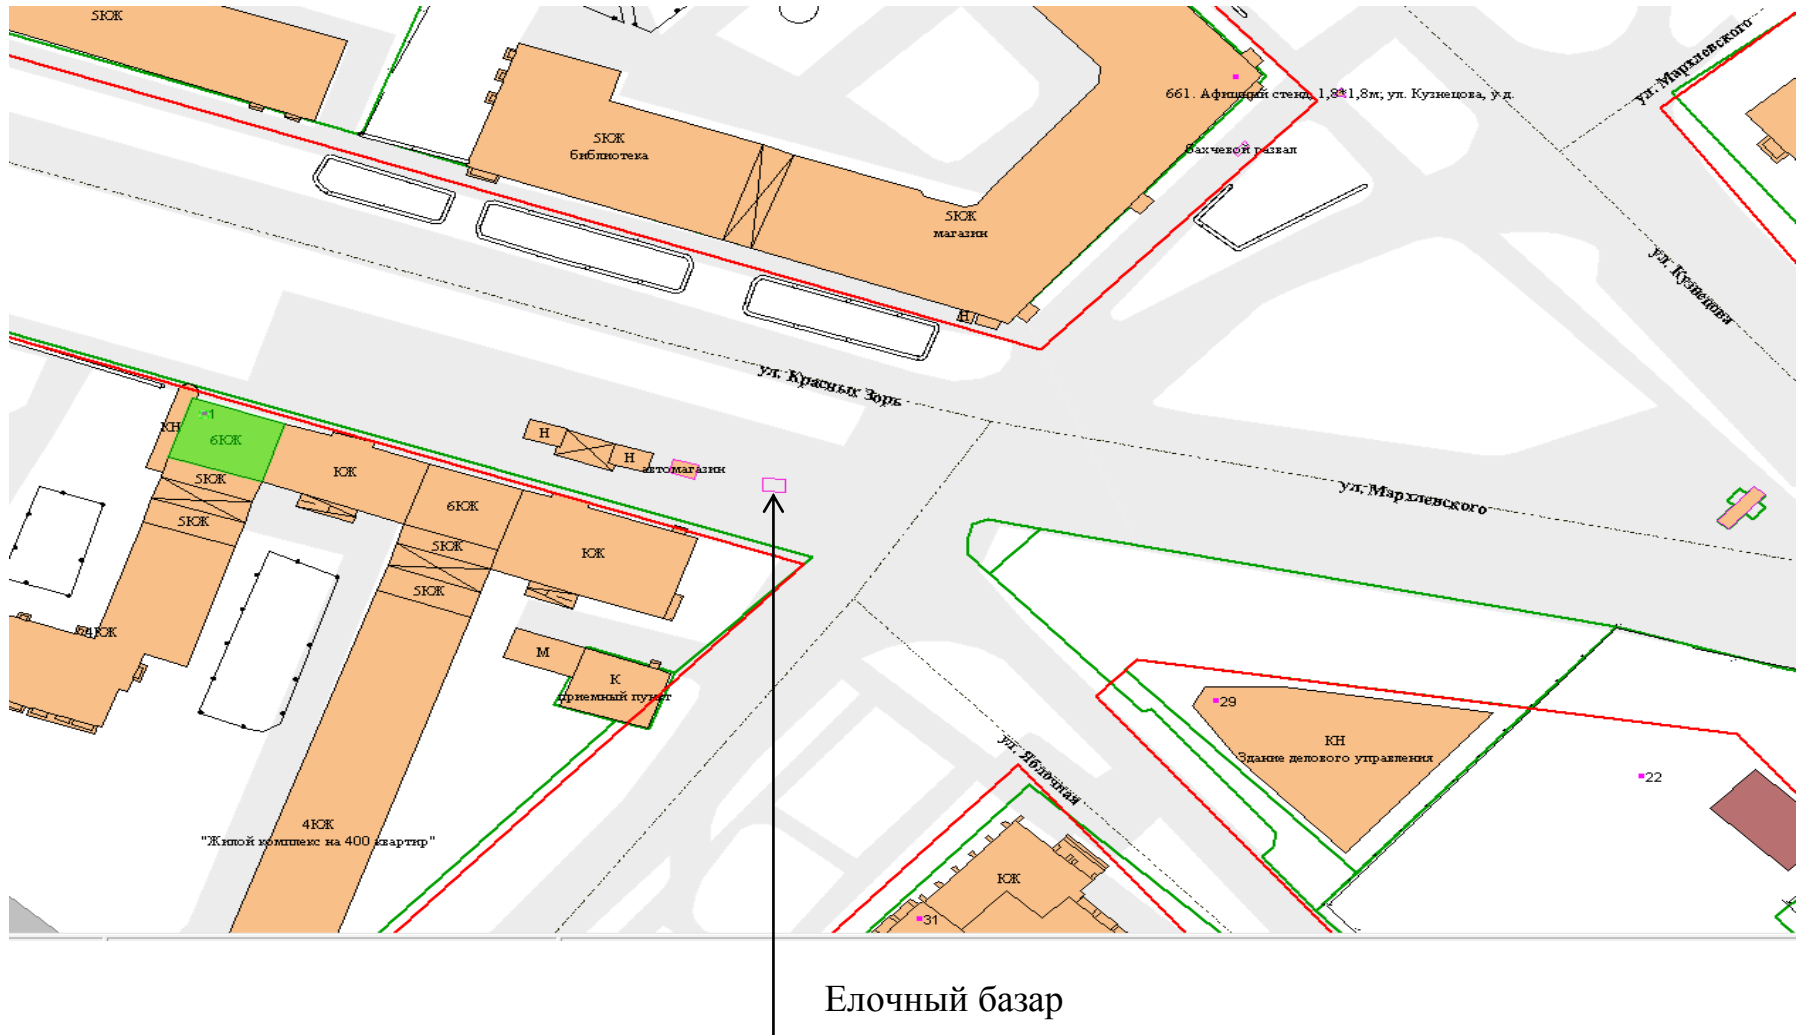 5КЖ
ул. Мархлевского
661. Афишный стенд, 1,8*1,8м; ул. Кузнецова, у д.
5КЖ
библиотека
бахчевой развал
5КЖ
магазин
ул. Кузнецова
Н
ул. Красных Зорь
1
КН
6КЖ
Н
Н
автомагазин
КЖ
5КЖ
6КЖ
ул. Мархлевского
5КЖ
5КЖ
КЖ
5КЖ
4КЖ
М
К
приемный пункт
29
КН
Здание делового управления
22
ул. Яблочная
4КЖ
"Жилой комплекс на 400 квартир"
КЖ
31
Елочный базар